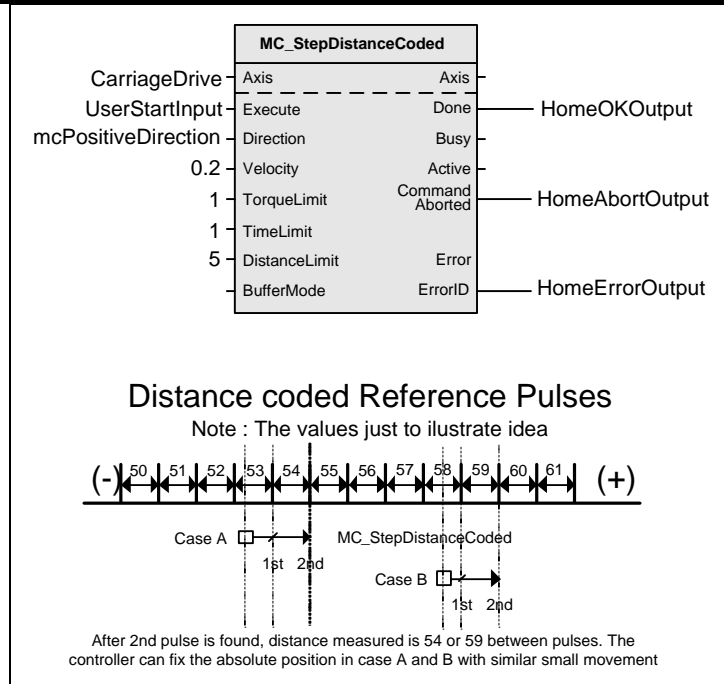 MC_StepDistanceCoded
CarriageDrive Axis Axis
UserStartInput Execute Done HomeOKOutput
mcPositiveDirection Direction Busy
0.2 Velocity Active
1 TorqueLimit Command Aborted HomeAbortOutput
1 TimeLimit
5 DistanceLimit Error
BufferMode ErrorID HomeErrorOutput
Distance coded Reference Pulses
Note : The values just to ilustrate idea
(-) 50 51 52 53 54 55 56 57 58 59 60 61 (+)
Case A MC_StepDistanceCoded
1st 2nd
Case B
1st 2nd
After 2nd pulse is found, distance measured is 54 or 59 between pulses. The
controller can fix the absolute position in case A and B with similar small movement